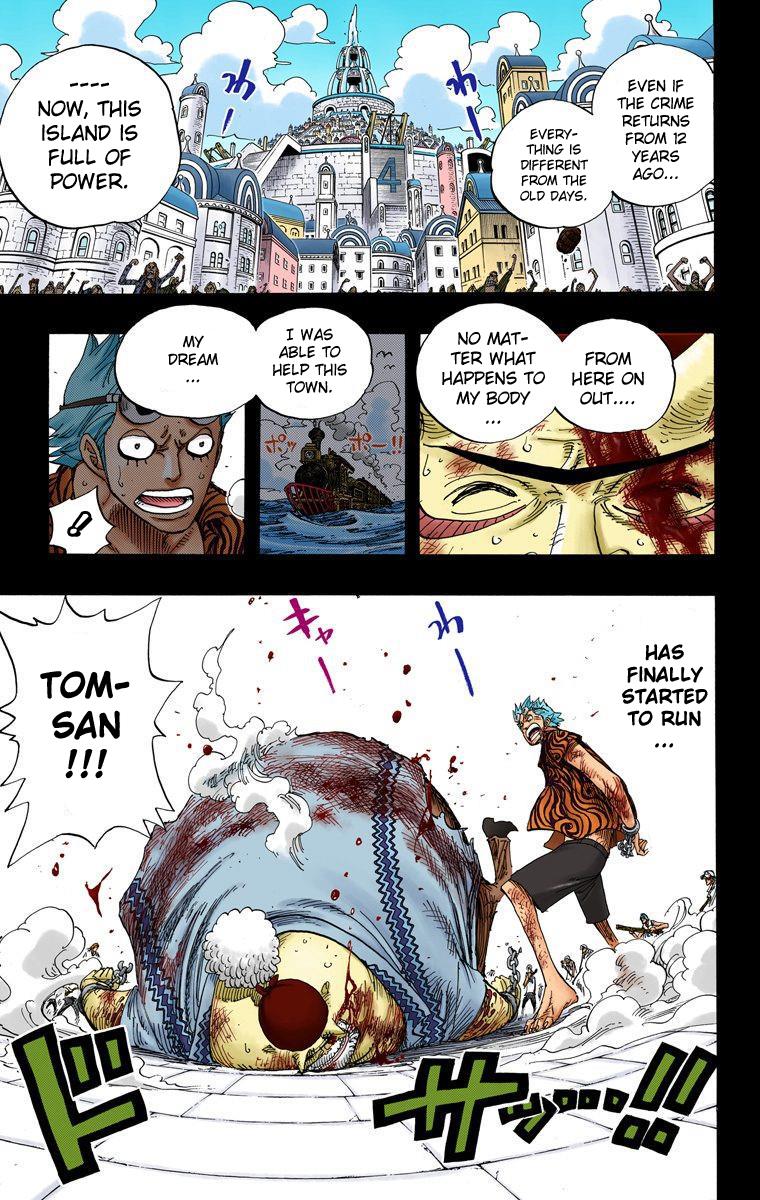 EVEN IF
THE CRIME
RETURNS
FROM 12
YEARS
AGO...
EVERY-
THING IS
DIFFERENT
FROM THE
OLD DAYS.
----
NOW, THIS
ISLAND IS
FULL OF
POWER.
ワー
ワー
4
FROM
HERE ON
OUT....
NO MAT-
TER WHAT
HAPPENS TO
MY BODY
...
I WAS
ABLE TO
HELP THIS
TOWN.
ポッ
ポー!!
MY
DREAM
...
!
HAS
FINALLY
STARTED
TO RUN
...
ワー
キャー
TOM-
SAN
!!!
ドサッ…!!